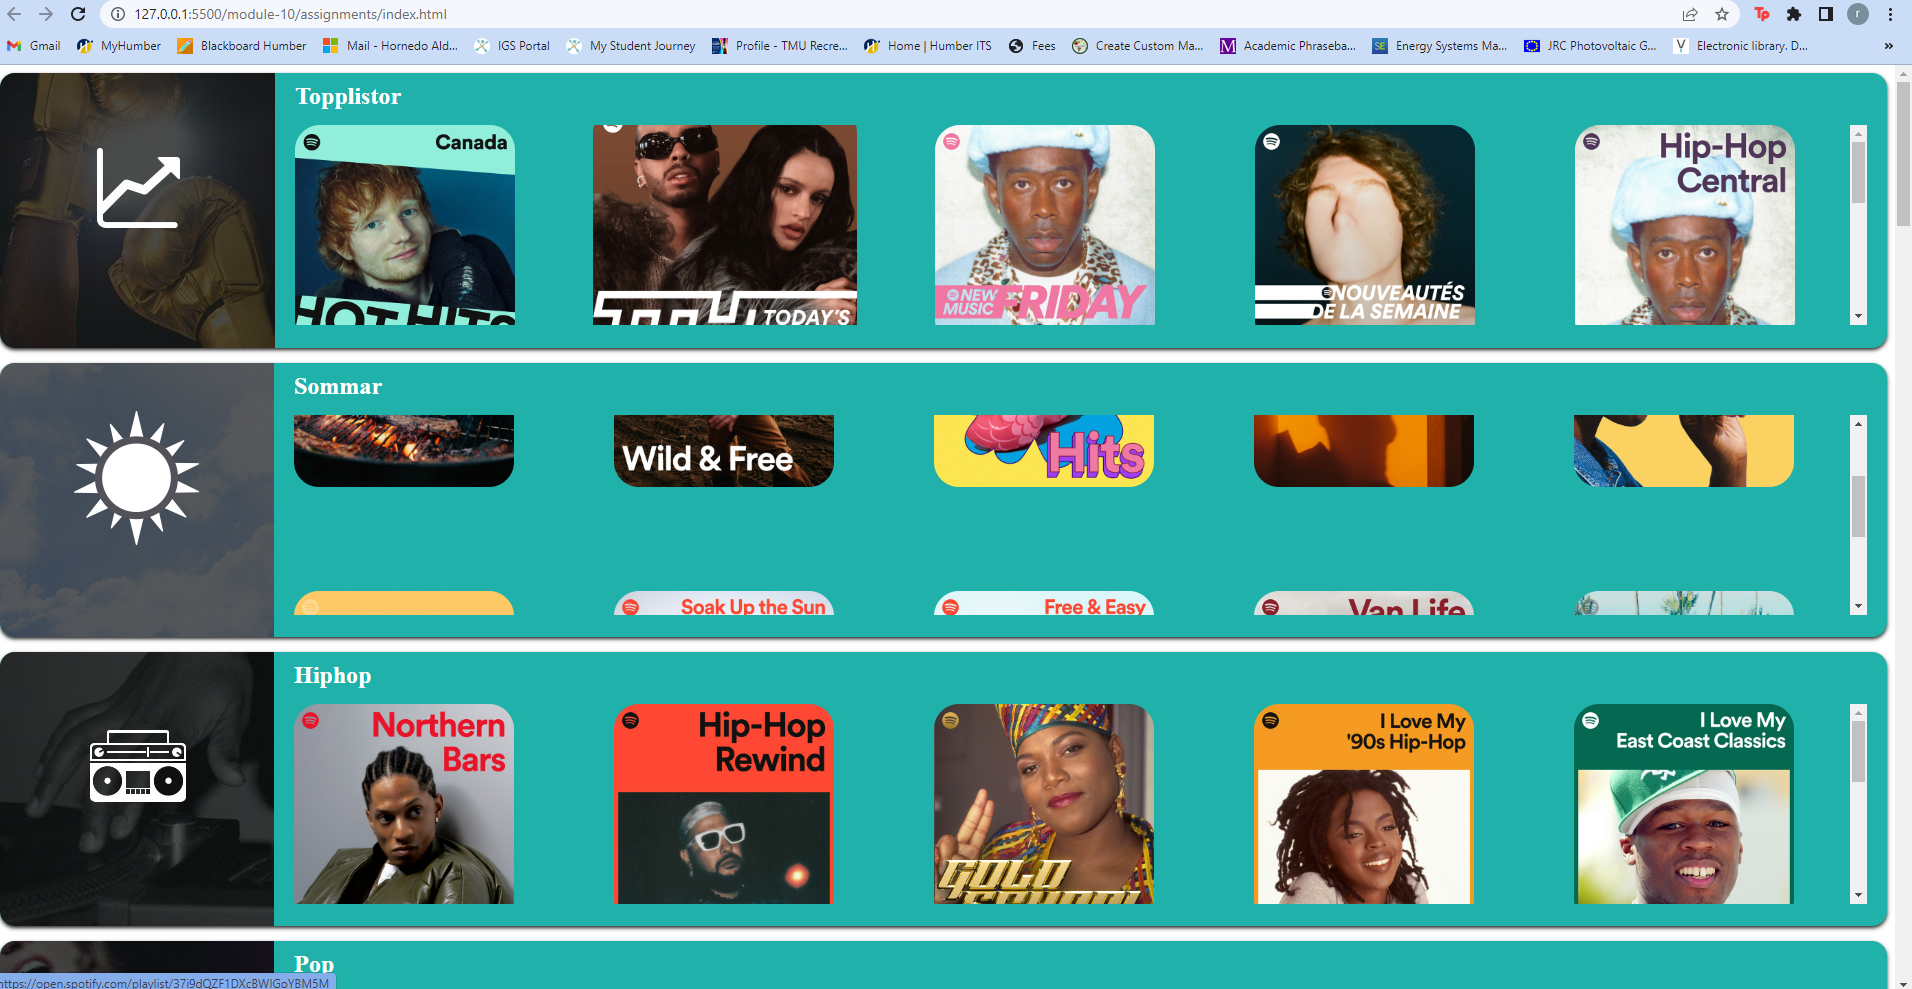 127.0.0.1:5500/module-10/assignments/index.html
r
Gmail
MyHumber
Blackboard Humber
Mail - Hornedo Ald...
IGS Portal
My Student Journey
Profile - TMU Recre...
Home | Humber ITS
Fees
Create Custom Ma...
M
Academic Phraseba...
SE
Energy Systems Ma...
JRC Photovoltaic G...
V
Electronic library. D...
»
Topplistor
Canada
HOT HITS
TODAY'S
NEW
MUSIC
FRIDAY
NOUVEAUTÉS
DE LA SEMAINE
Hip-Hop
Central
Sommar
Wild & Free
Hits
Soak Up the Sun
Free & Easy
Van Life
Hiphop
Northern
Bars
Hip-Hop
Rewind
GOLD
SCHOOL
I Love My
'90s Hip-Hop
I Love My
East Coast Classics
Pop
https://open.spotify.com/playlist/37i9dQZF1DXcBWIGoYBM5M